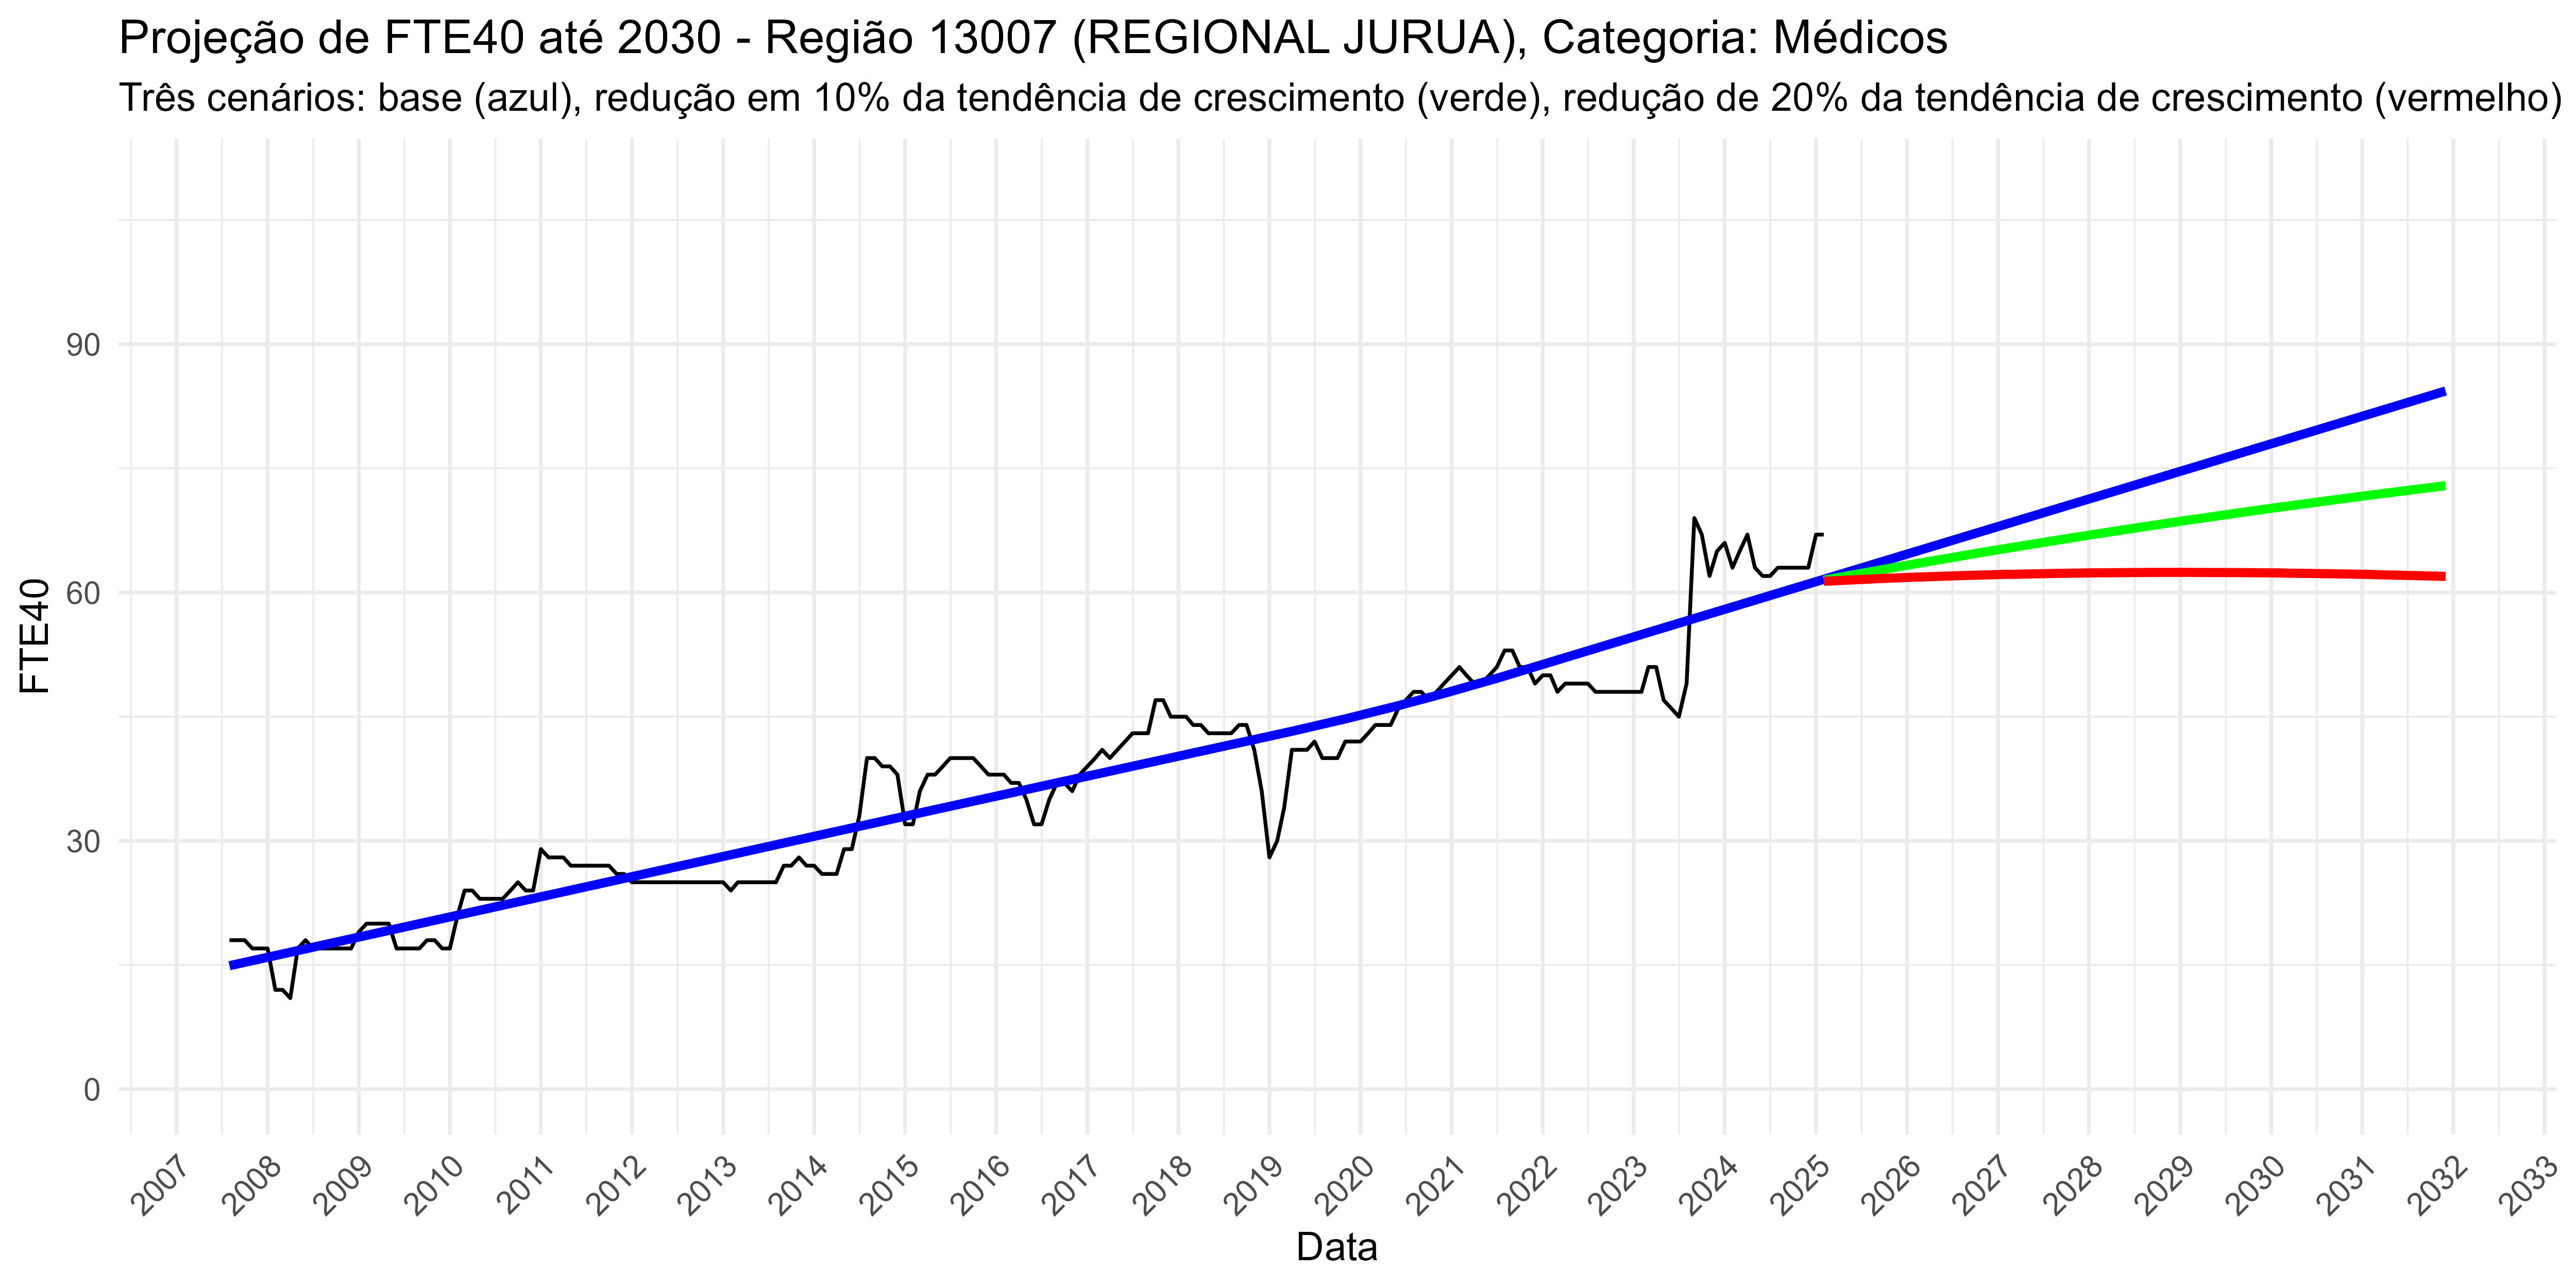 Projeção de FTE40 até 2030 - Região 13007 (REGIONAL JURUA), Categoria: Médicos
Três cenários: base (azul), redução em 10% da tendência de crescimento (verde), redução de 20% da tendência de crescimento (vermelho)
FTE40
90
60
30
0
2007 2008 2009 2010 2011 2012 2013 2014 2015 2016 2017 2018 2019 2020 2021 2022 2023 2024 2025 2026 2027 2028 2029 2030 2031 2032 2033
Data